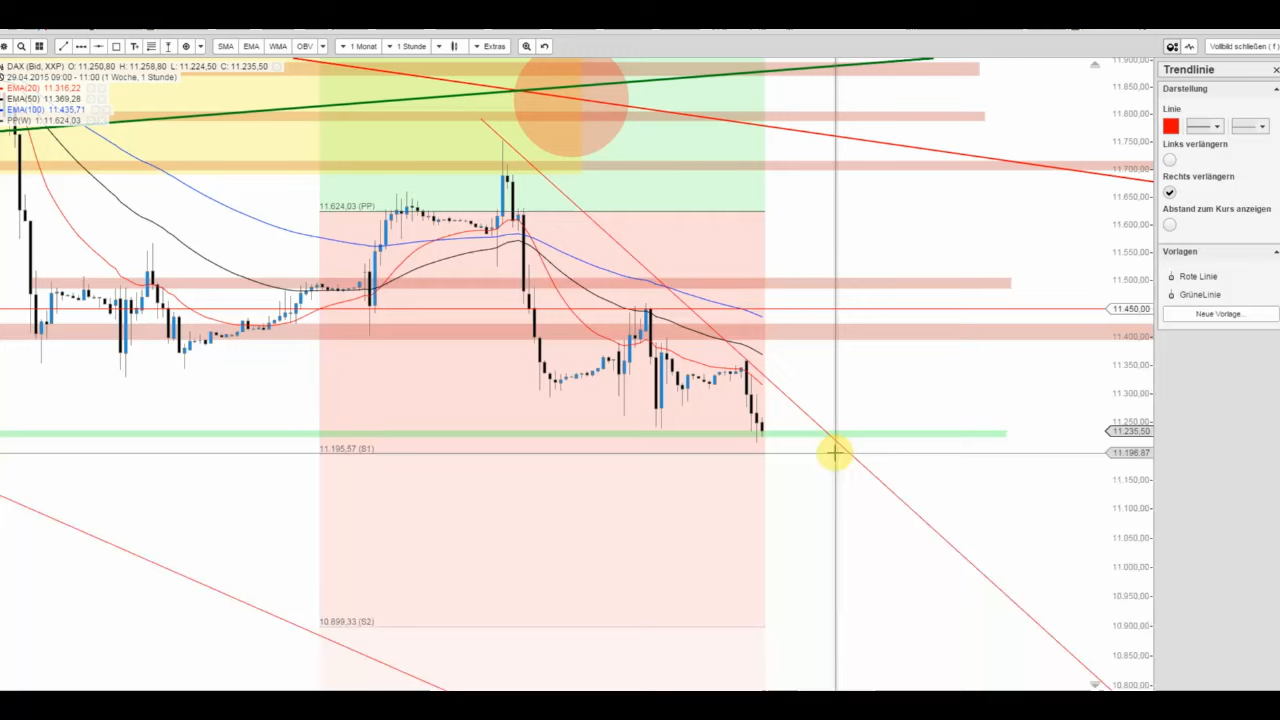 SMA EMA WMA OBV 1 Monat 1 Stunde Extras Vollbild schließen ( f )
DAX (Bid, XXP) O: 11.250,80 H: 11.258,80 L: 11.224,50 C: 11.235,50
29.04.2015 09:00 - 11:00 (1 Woche, 1 Stunde)
EMA(20) 11.316,22
EMA(50) 11.369,28
EMA(100) 11.435,71
PP(W) 1: 11.624,03
11.624,03 (PP)
11.195,57 (S1)
10.899,33 (S2)
11.900,00
11.850,00
11.800,00
11.750,00
11.700,00
11.650,00
11.600,00
11.550,00
11.500,00
11.450,00
11.400,00
11.350,00
11.300,00
11.250,00
11.235,50
11.196,87
11.150,00
11.100,00
11.050,00
11.000,00
10.950,00
10.900,00
10.850,00
10.800,00
Trendlinie
Darstellung
Linie
Links verlängern
Rechts verlängern
Abstand zum Kurs anzeigen
Vorlagen
Rote Linie
GrüneLinie
Neue Vorlage...